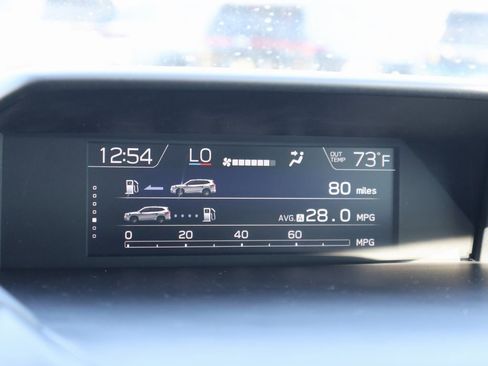 12:54 LO OUT TEMP 73°F
80 miles
AVG. A 28.0 MPG
0 20 40 60
MPG